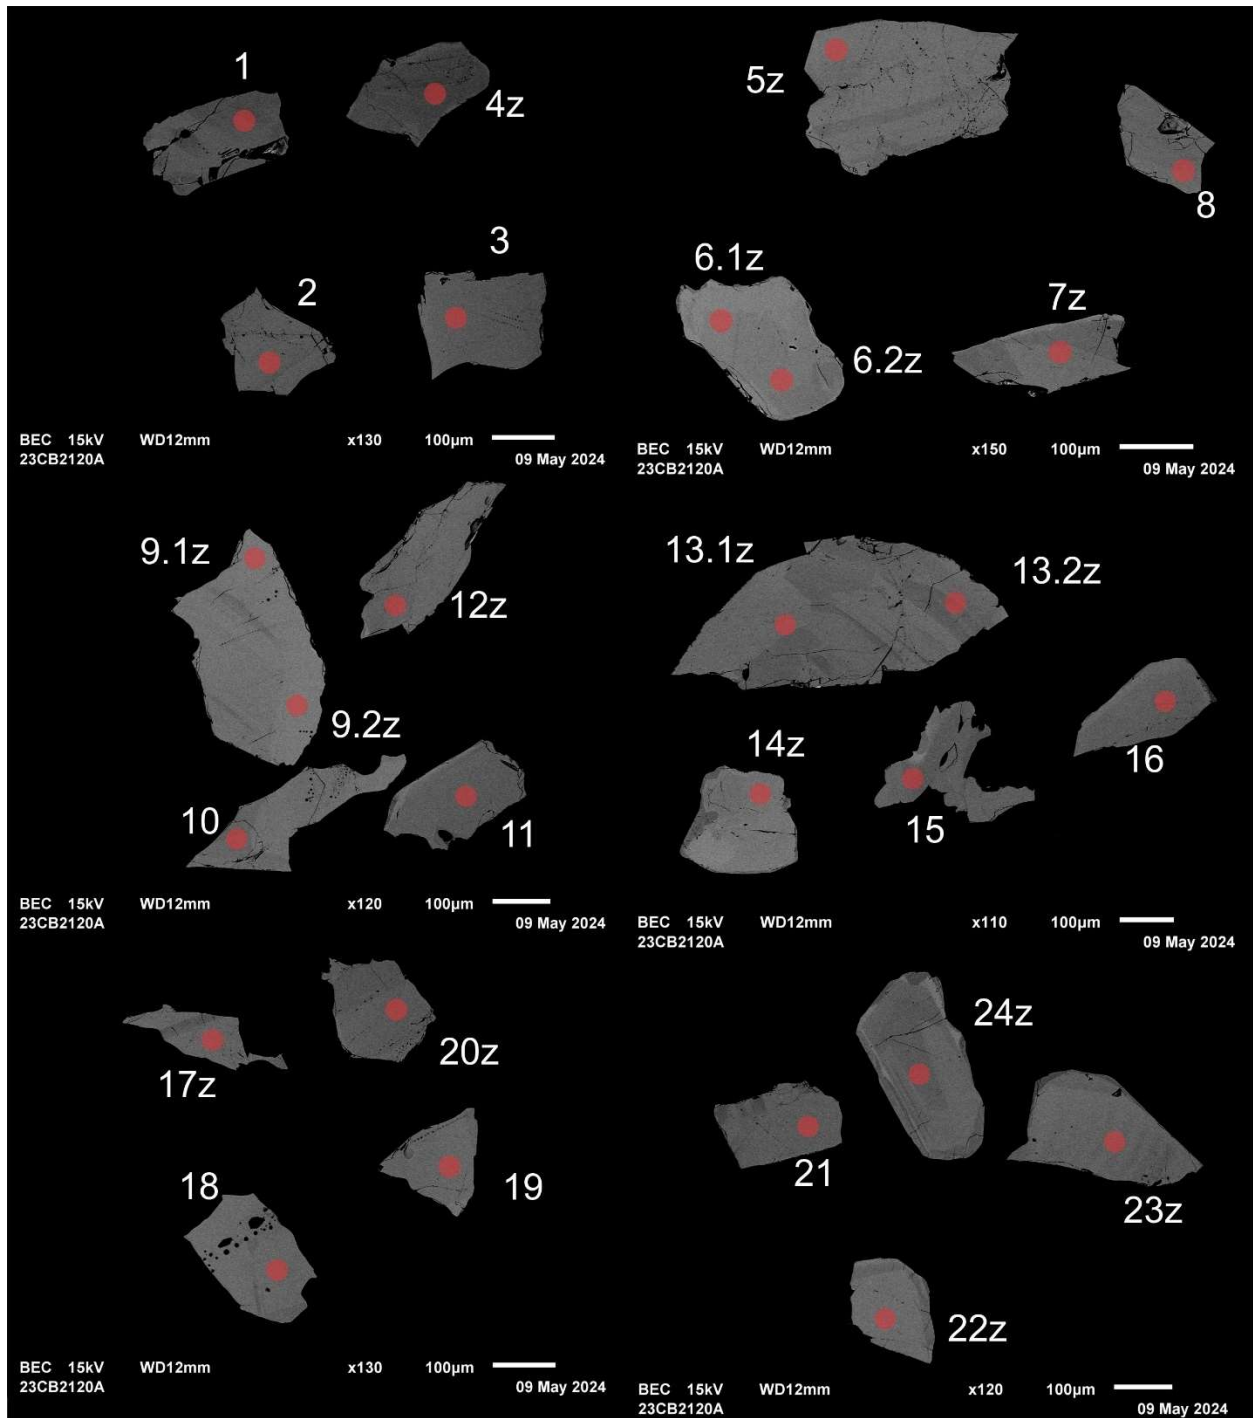 1
4z
2
3
BEC 15kV WD12mm x130 100µm
23CB2120A 09 May 2024
5z
8
6.1z
7z
6.2z
BEC 15kV WD12mm x150 100µm
23CB2120A 09 May 2024
9.1z
12z
9.2z
10
11
BEC 15kV WD12mm x120 100µm
23CB2120A 09 May 2024
13.1z
13.2z
14z
16
15
BEC 15kV WD12mm x110 100µm
23CB2120A 09 May 2024
17z
20z
18
19
BEC 15kV WD12mm x130 100µm
23CB2120A 09 May 2024
24z
21
23z
22z
BEC 15kV WD12mm x120 100µm
23CB2120A 09 May 2024